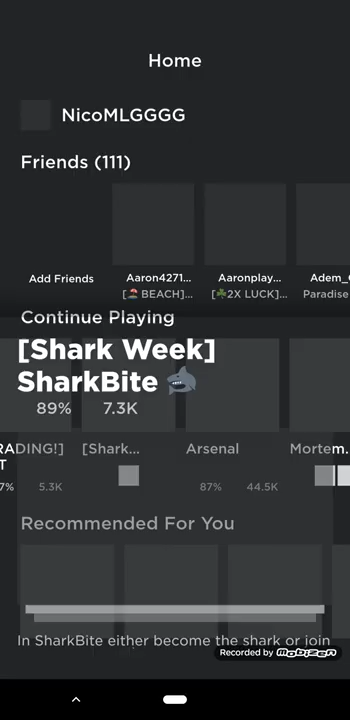 Home
NicoMLGGGG
Friends (111)
Add Friends
Aaron4271...
Aaronplay...
Adem_
[🏖 BEACH]...
[☘2X LUCK]...
Paradise
Continue Playing
[Shark Week]
SharkBite 🦈
89% 7.3K
RADING!]
T
[Shark...
Arsenal
Mortem.
7% 5.3K
87% 44.5K
Recommended For You
In SharkBite either become the shark or join
Recorded by mobizen